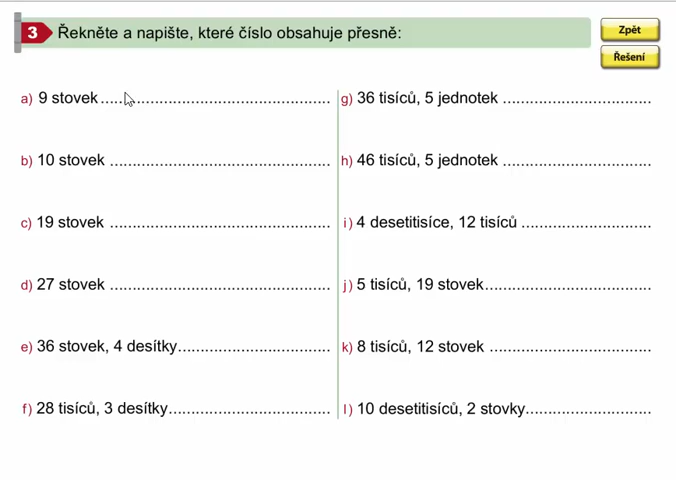 3 Řekněte a napište, které číslo obsahuje přesně:
Zpět
Řešení
a) 9 stovek
b) 10 stovek
c) 19 stovek
d) 27 stovek
e) 36 stovek, 4 desítky
f) 28 tisíců, 3 desítky
g) 36 tisíců, 5 jednotek
h) 46 tisíců, 5 jednotek
i) 4 desetitisíce, 12 tisíců
j) 5 tisíců, 19 stovek
k) 8 tisíců, 12 stovek
l) 10 desetitisíců, 2 stovky